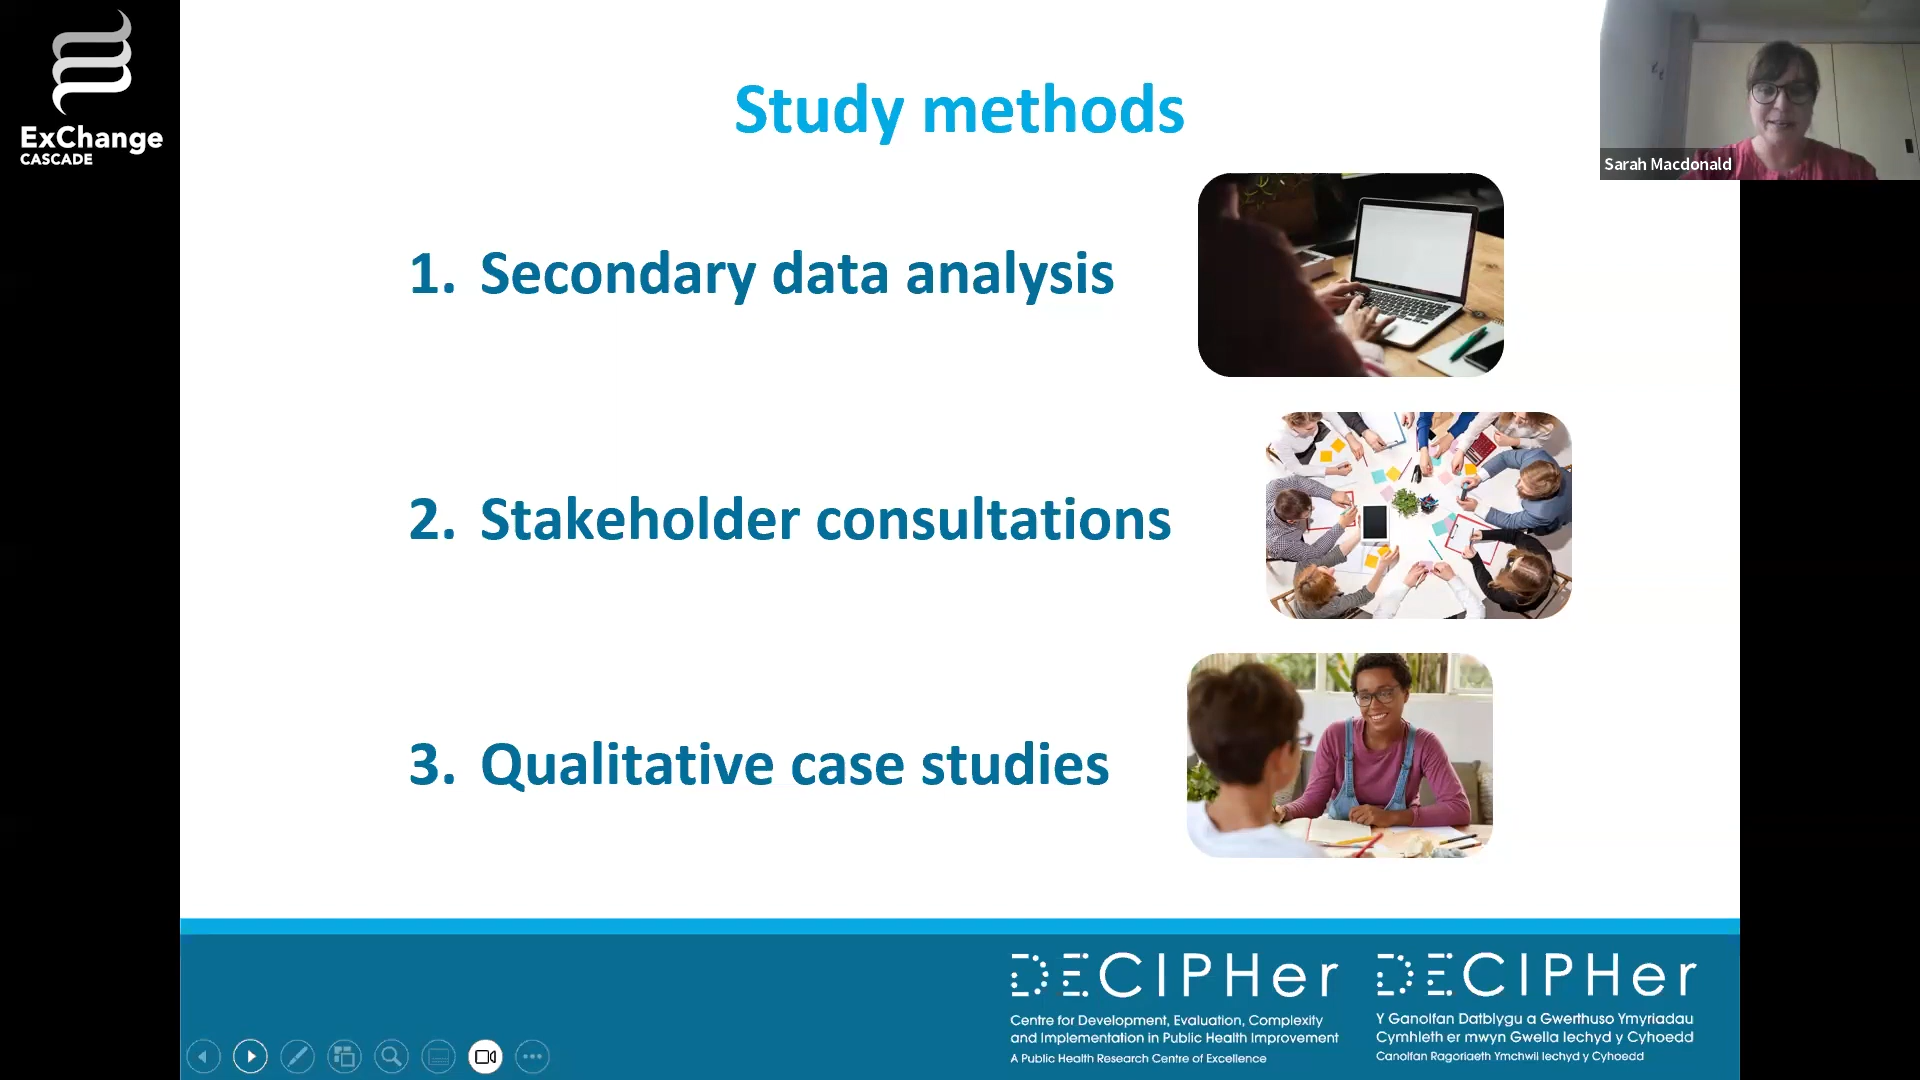 ExChange
CASCADE
Study methods
Sarah Macdonald
1. Secondary data analysis
2. Stakeholder consultations
3. Qualitative case studies
DECIPHer
Centre for Development, Evaluation, Complexity
and Implementation in Public Health Improvement
A Public Health Research Centre of Excellence
DECIPHer
Y Ganolfan Datblygu a Gwerthuso Ymyriadau
Cymhleth er mwyn Gwella Iechyd y Cyhoedd
Canolfan Ragoriaeth Ymchwil Iechyd y Cyhoedd